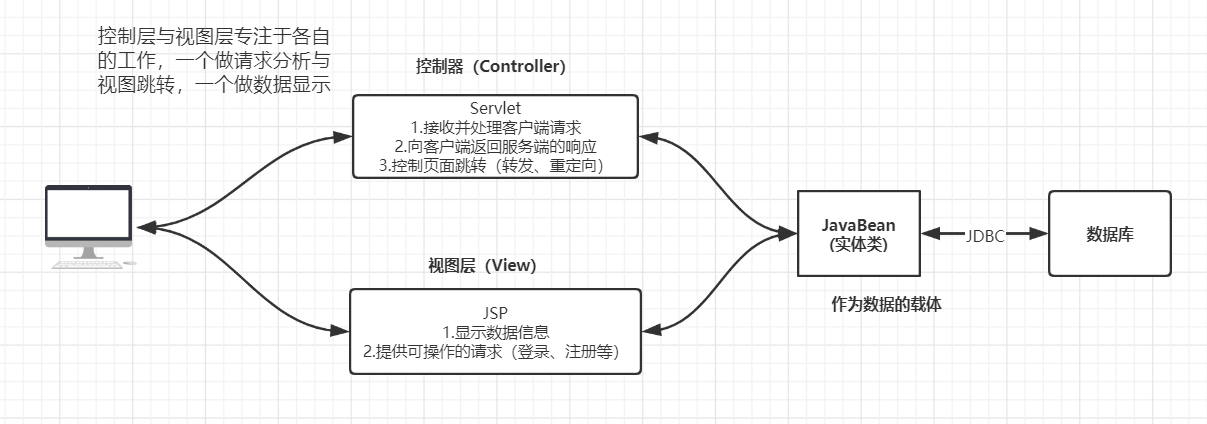 控制层与视图层专注于各自
的工作，一个做请求分析与
视图跳转，一个做数据显示
控制器（Controller）
Servlet
1.接收并处理客户端请求
2.向客户端返回服务端的响应
3.控制页面跳转（转发、重定向）
视图层（View）
JSP
1.显示数据信息
2.提供可操作的请求（登录、注册等）
JavaBean
(实体类)
作为数据的载体
JDBC
数据库